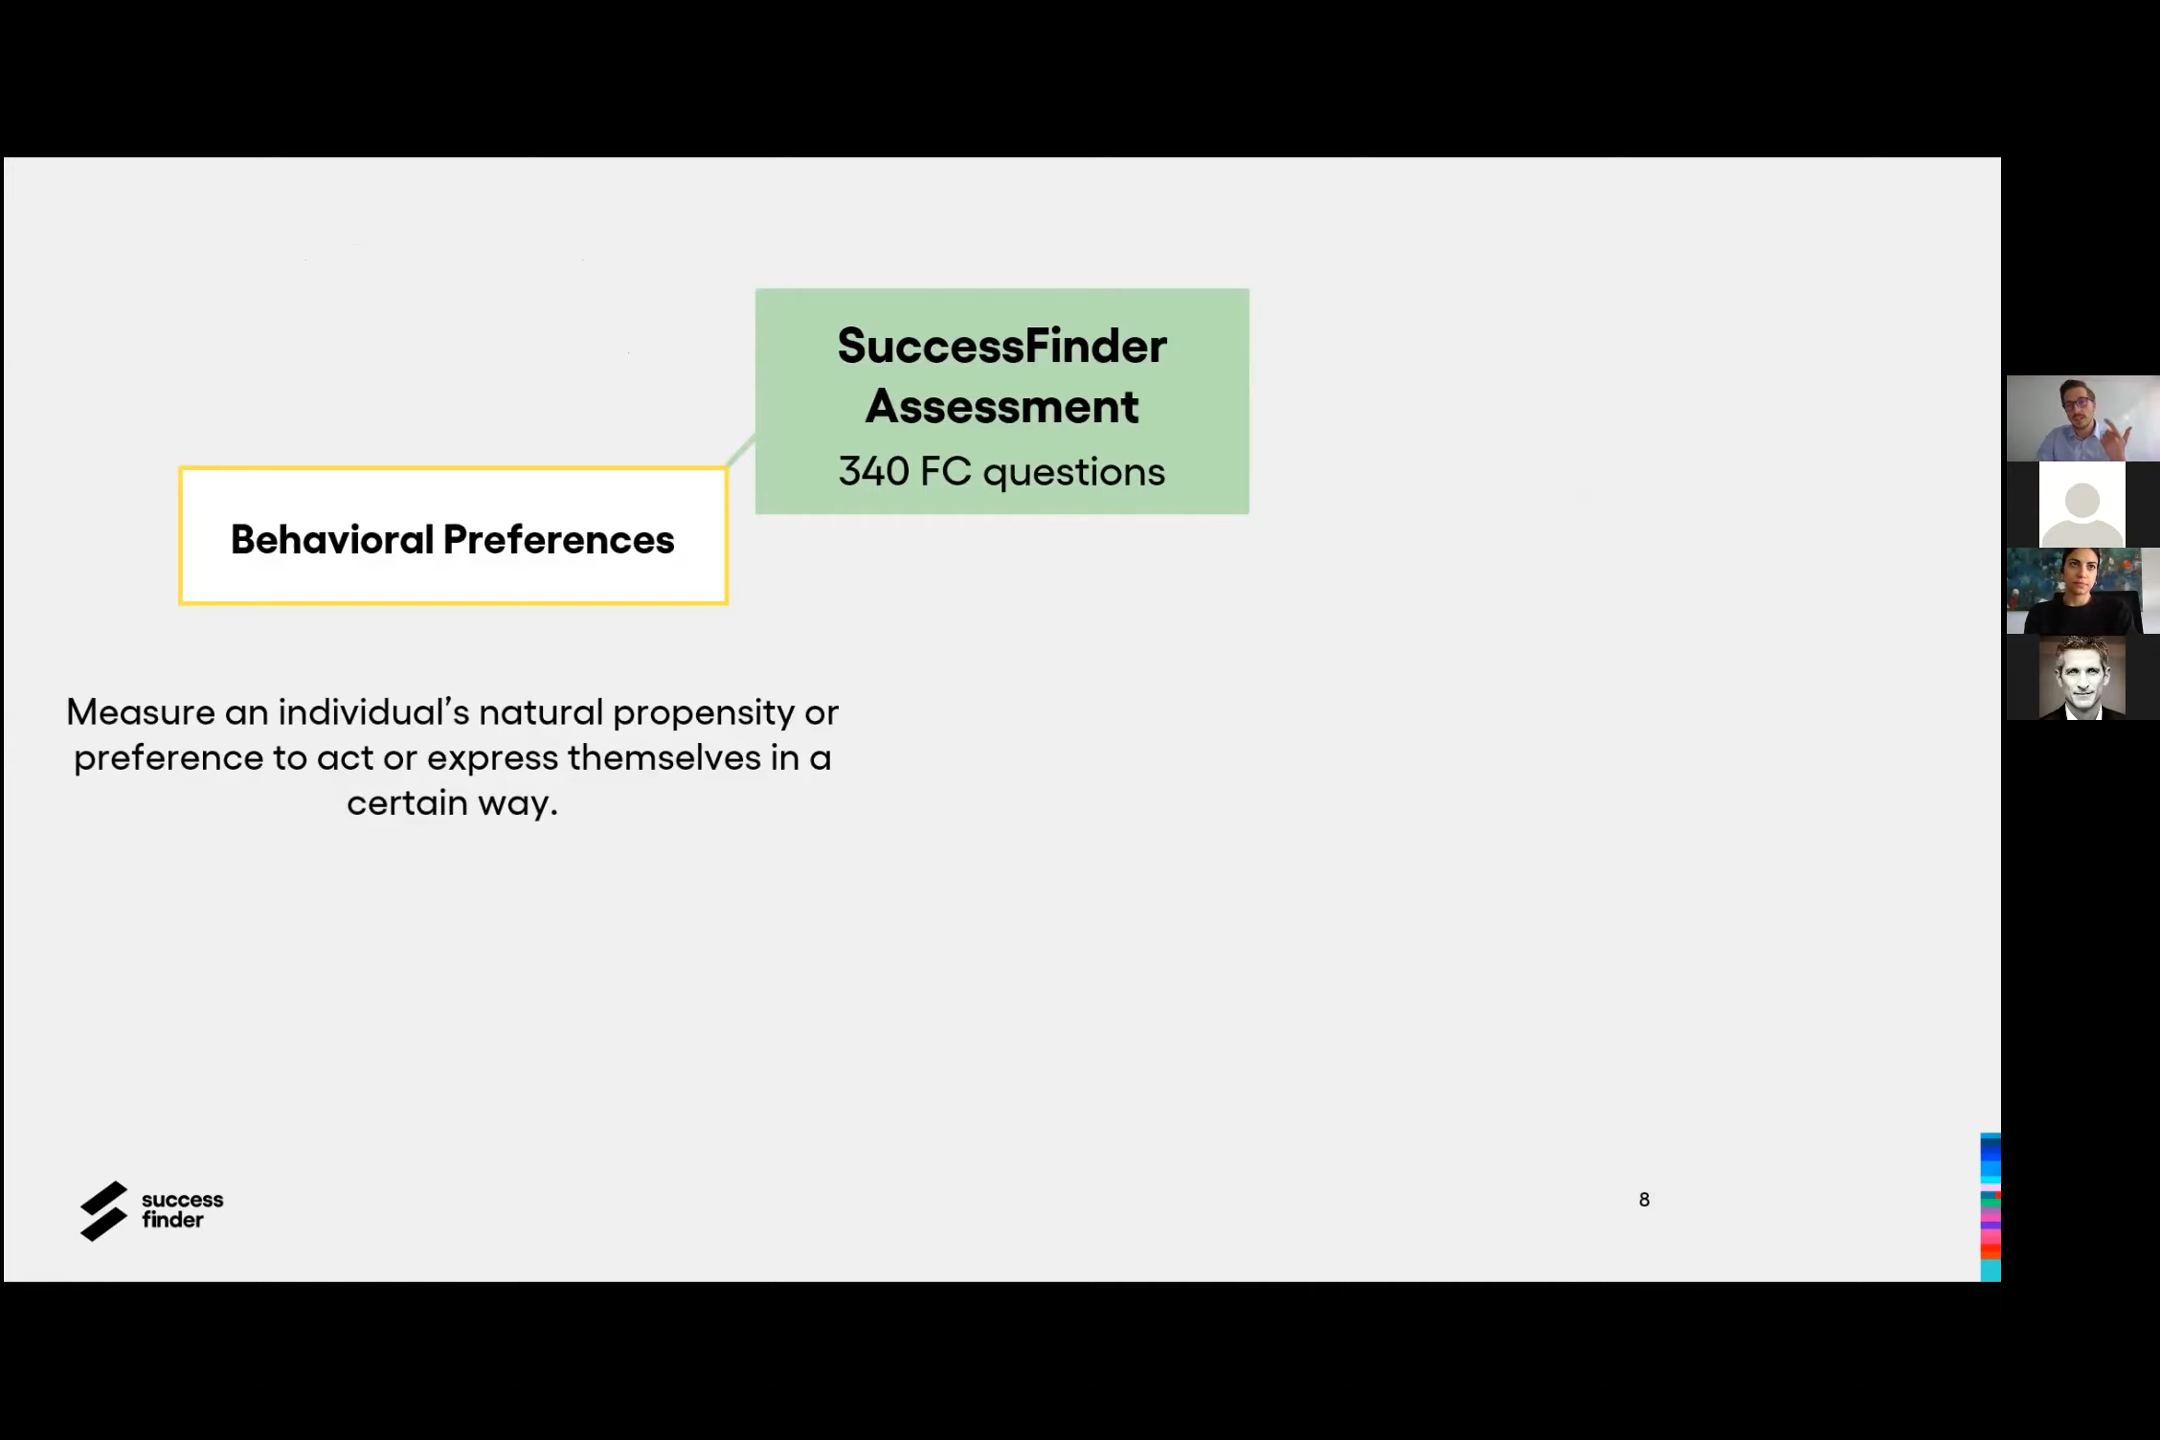 SuccessFinder
Assessment
340 FC questions
Behavioral Preferences
Measure an individual’s natural propensity or
preference to act or express themselves in a
certain way.
success
finder
8